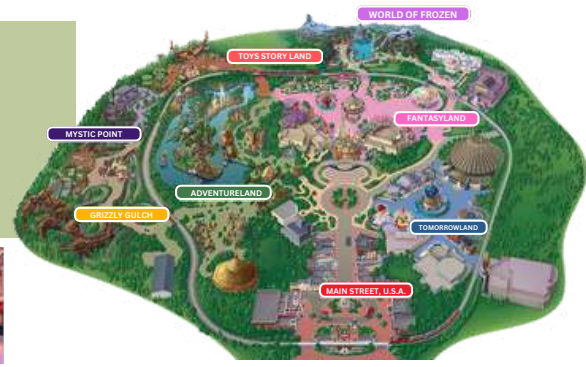 WORLD OF FROZEN
TOYS STORY LAND
FANTASYLAND
MYSTIC POINT
ADVENTURELAND
GRIZZLY GULCH
TOMORROWLAND
MAIN STREET, U.S.A.